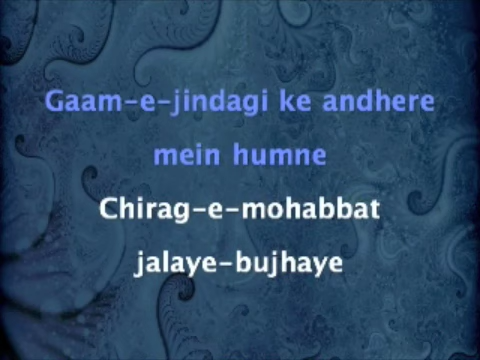 Gaam-e-jindagi ke andhere
mein humne
Chirag-e-mohabbat
jalaye-bujhaye